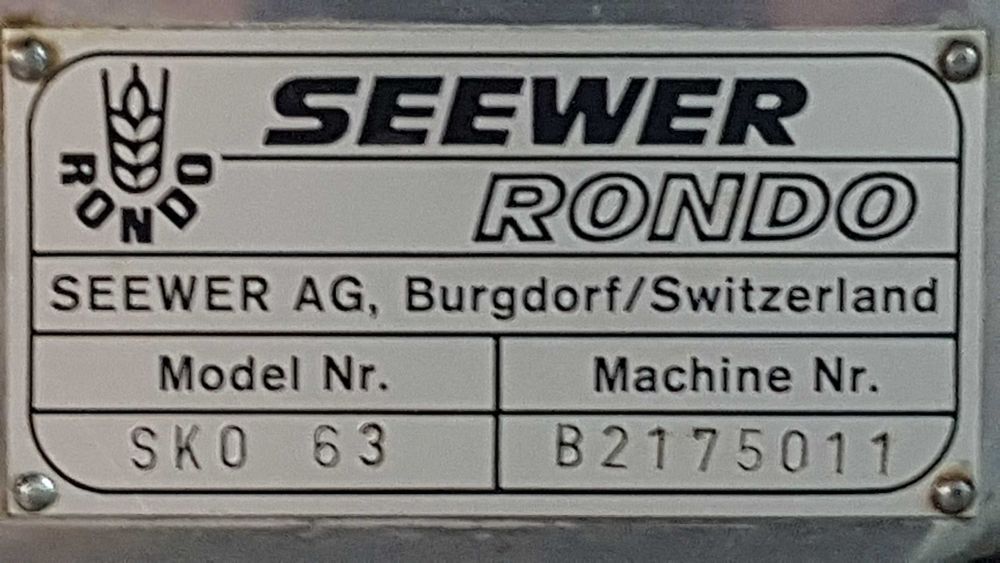 SEEWER
RONDO
RONDO
SEEWER AG, Burgdorf/Switzerland
Model Nr. Machine Nr.
SKO 63 B2175011